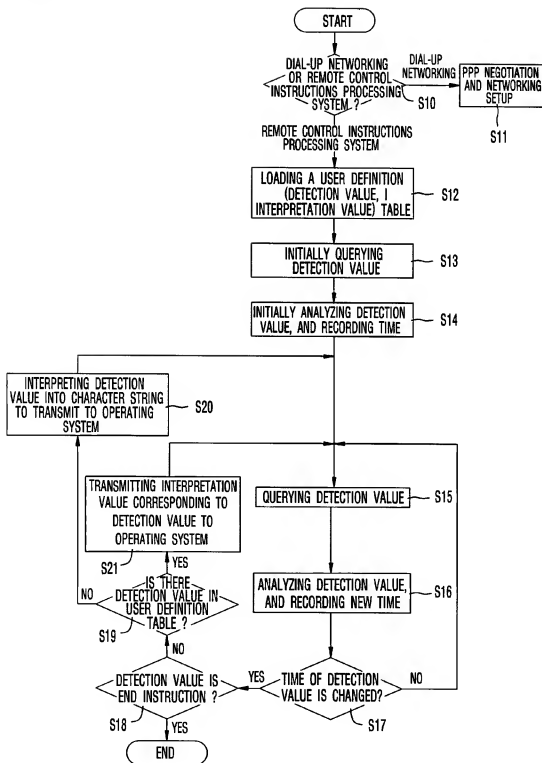 START
DIAL-UP NETWORKING
OR REMOTE CONTROL
INSTRUCTIONS PROCESSING
SYSTEM ?
S10
DIAL-UP
NETWORKING
PPP NEGOTIATION
AND NETWORKING
SETUP
S11
REMOTE CONTROL INSTRUCTIONS
PROCESSING SYSTEM
LOADING A USER DEFINITION
(DETECTION VALUE, I
INTERPRETATION VALUE) TABLE
S12
INITIALLY QUERYING
DETECTION VALUE
S13
INITIALLY ANALYZING DETECTION
VALUE, AND RECORDING TIME
S14
INTERPRETING DETECTION
VALUE INTO CHARACTER STRING
TO TRANSMIT TO OPERATING
SYSTEM
S20
TRANSMITTING INTERPRETATION
VALUE CORRESPONDING TO
DETECTION VALUE TO
OPERATING SYSTEM
S21
YES
QUERYING DETECTION VALUE
S15
ANALYZING DETECTION VALUE,
AND RECORDING NEW TIME
S16
NO
IS THERE
DETECTION VALUE IN
USER DEFINITION
TABLE ?
S19
NO
DETECTION VALUE IS
END INSTRUCTION ?
S18
YES
YES
TIME OF DETECTION
VALUE IS CHANGED?
NO
S17
END